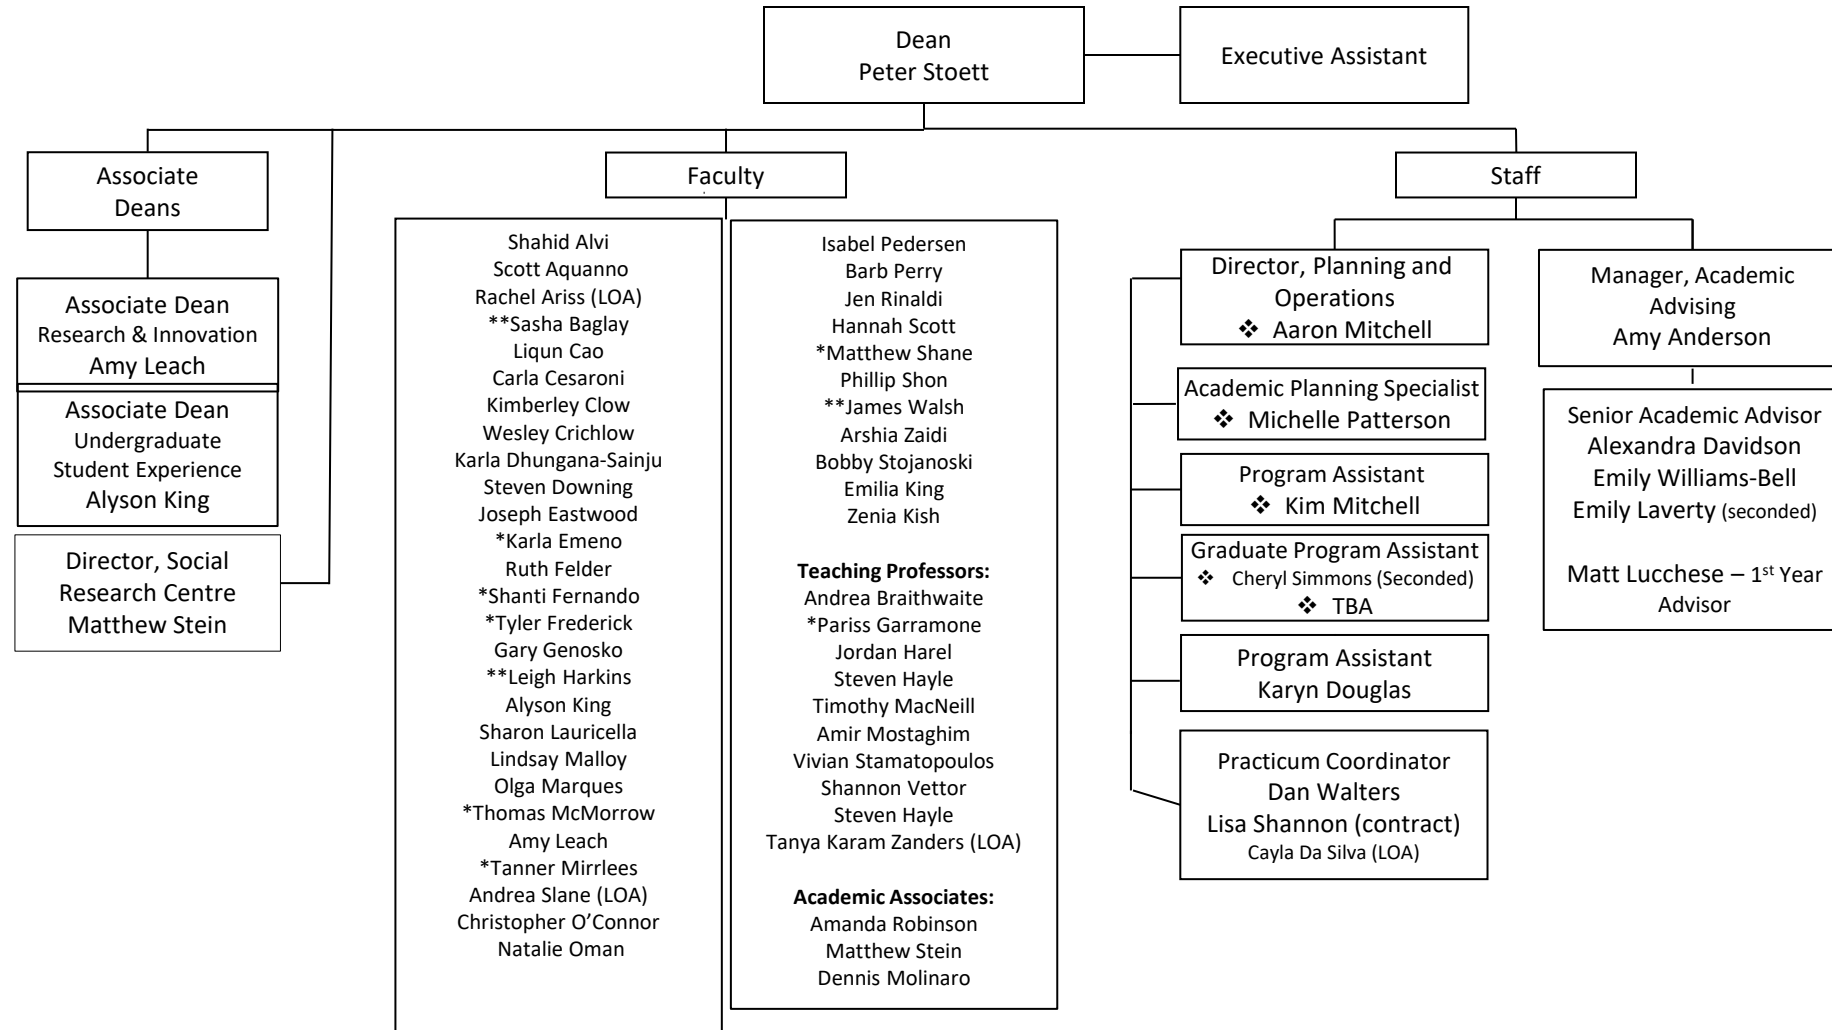 Dean
Peter Stoett
Executive Assistant
Associate
Deans
Faculty
Staff
Associate Dean
Research & Innovation
Amy Leach
Associate Dean
Undergraduate
Student Experience
Alyson King
Director, Social
Research Centre
Matthew Stein
Shahid Alvi
Scott Aquanno
Rachel Ariss (LOA)
**Sasha Baglay
Liqun Cao
Carla Cesaroni
Kimberley Clow
Wesley Crichlow
Karla Dhungana-Sainju
Steven Downing
Joseph Eastwood
*Karla Emeno
Ruth Felder
*Shanti Fernando
*Tyler Frederick
Gary Genosko
**Leigh Harkins
Alyson King
Sharon Lauricella
Lindsay Malloy
Olga Marques
*Thomas McMorrow
Amy Leach
*Tanner Mirrlees
Andrea Slane (LOA)
Christopher O’Connor
Natalie Oman
Isabel Pedersen
Barb Perry
Jen Rinaldi
Hannah Scott
*Matthew Shane
Phillip Shon
**James Walsh
Arshia Zaidi
Bobby Stojanoski
Emilia King
Zenia Kish
Teaching Professors:
Andrea Braithwaite
*Pariss Garramone
Jordan Harel
Steven Hayle
Timothy MacNeill
Amir Mostaghim
Vivian Stamatopoulos
Shannon Vettor
Steven Hayle
Tanya Karam Zanders (LOA)
Academic Associates:
Amanda Robinson
Matthew Stein
Dennis Molinaro
Director, Planning and
Operations
❖ Aaron Mitchell
Academic Planning Specialist
❖ Michelle Patterson
Program Assistant
❖ Kim Mitchell
Graduate Program Assistant
❖ Cheryl Simmons (Seconded)
❖ TBA
Program Assistant
Karyn Douglas
Practicum Coordinator
Dan Walters
Lisa Shannon (contract)
Cayla Da Silva (LOA)
Manager, Academic
Advising
Amy Anderson
Senior Academic Advisor
Alexandra Davidson
Emily Williams-Bell
Emily Laverty (seconded)
Matt Lucchese – 1st Year
Advisor